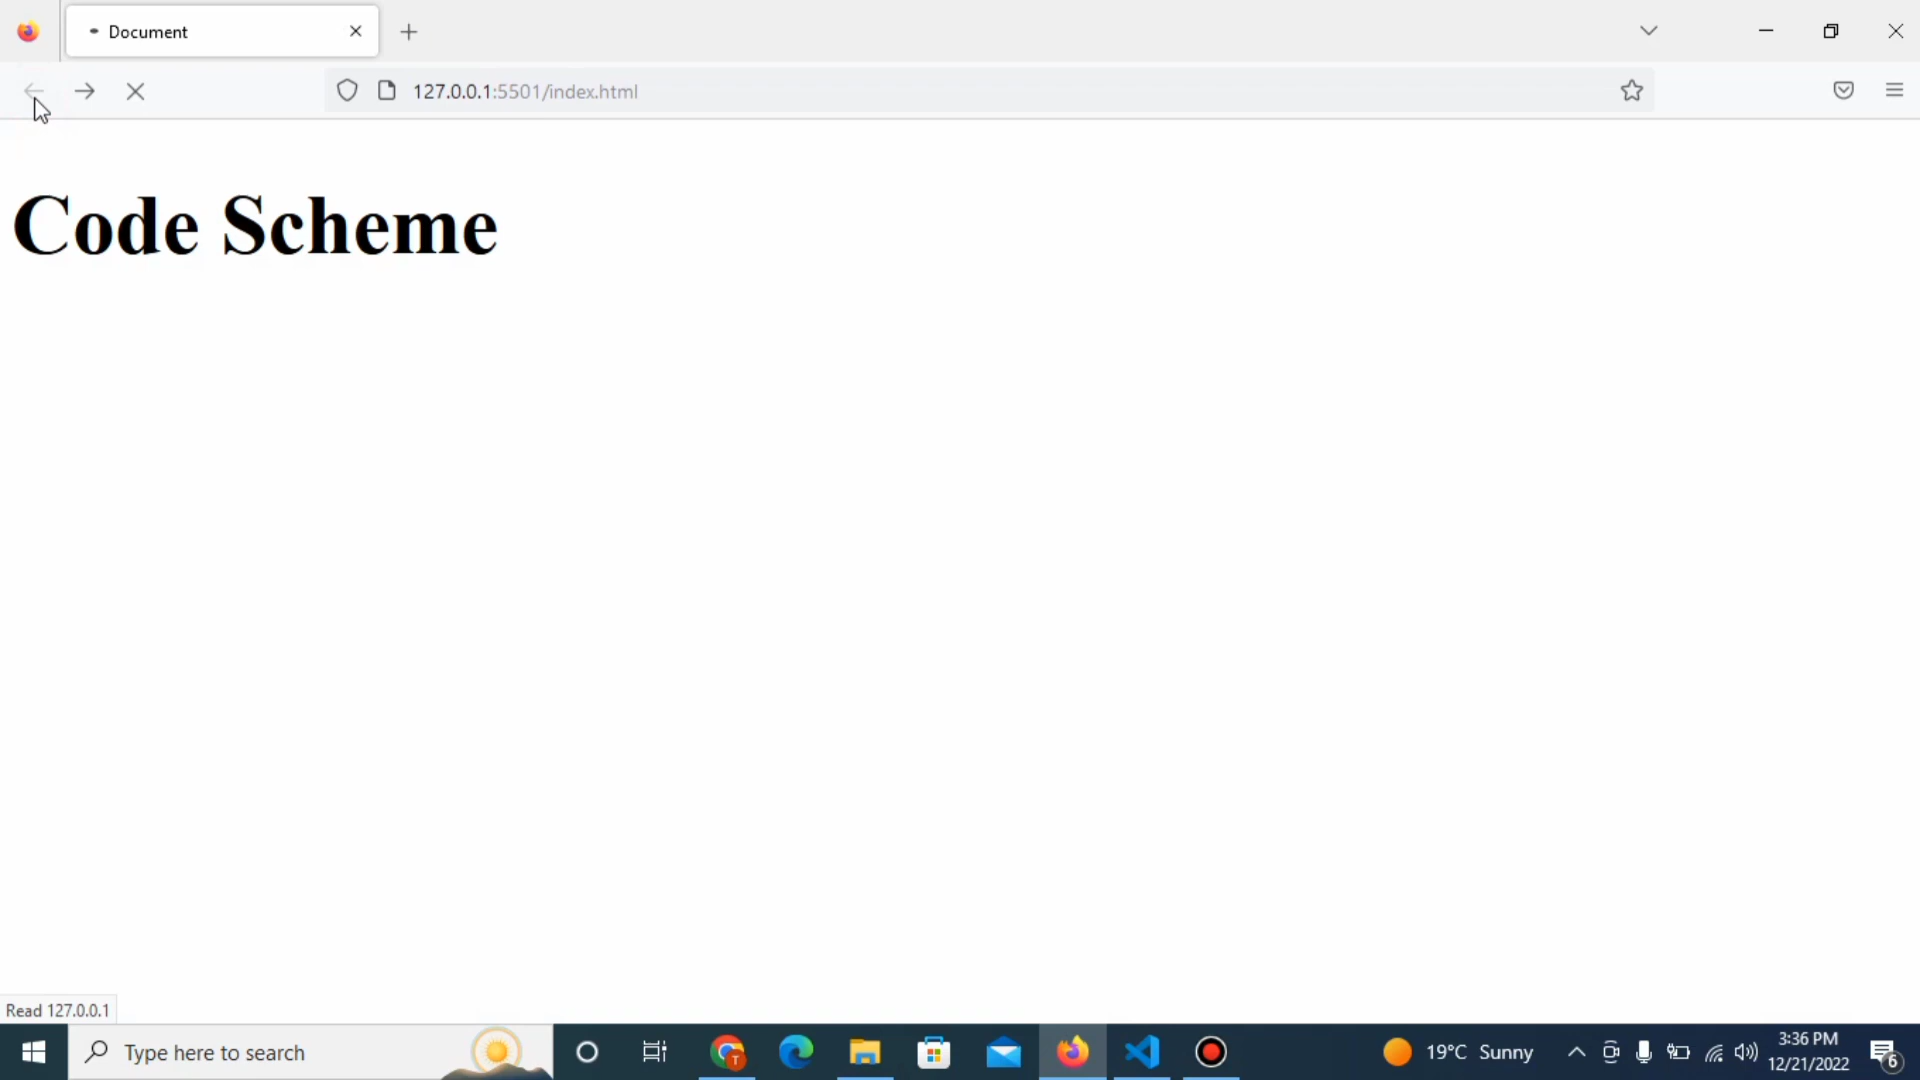 Document
127.0.0.1:5501/index.html
Code Scheme
Read 127.0.0.1
Type here to search
T
19°C Sunny
3:36 PM
12/21/2022
6